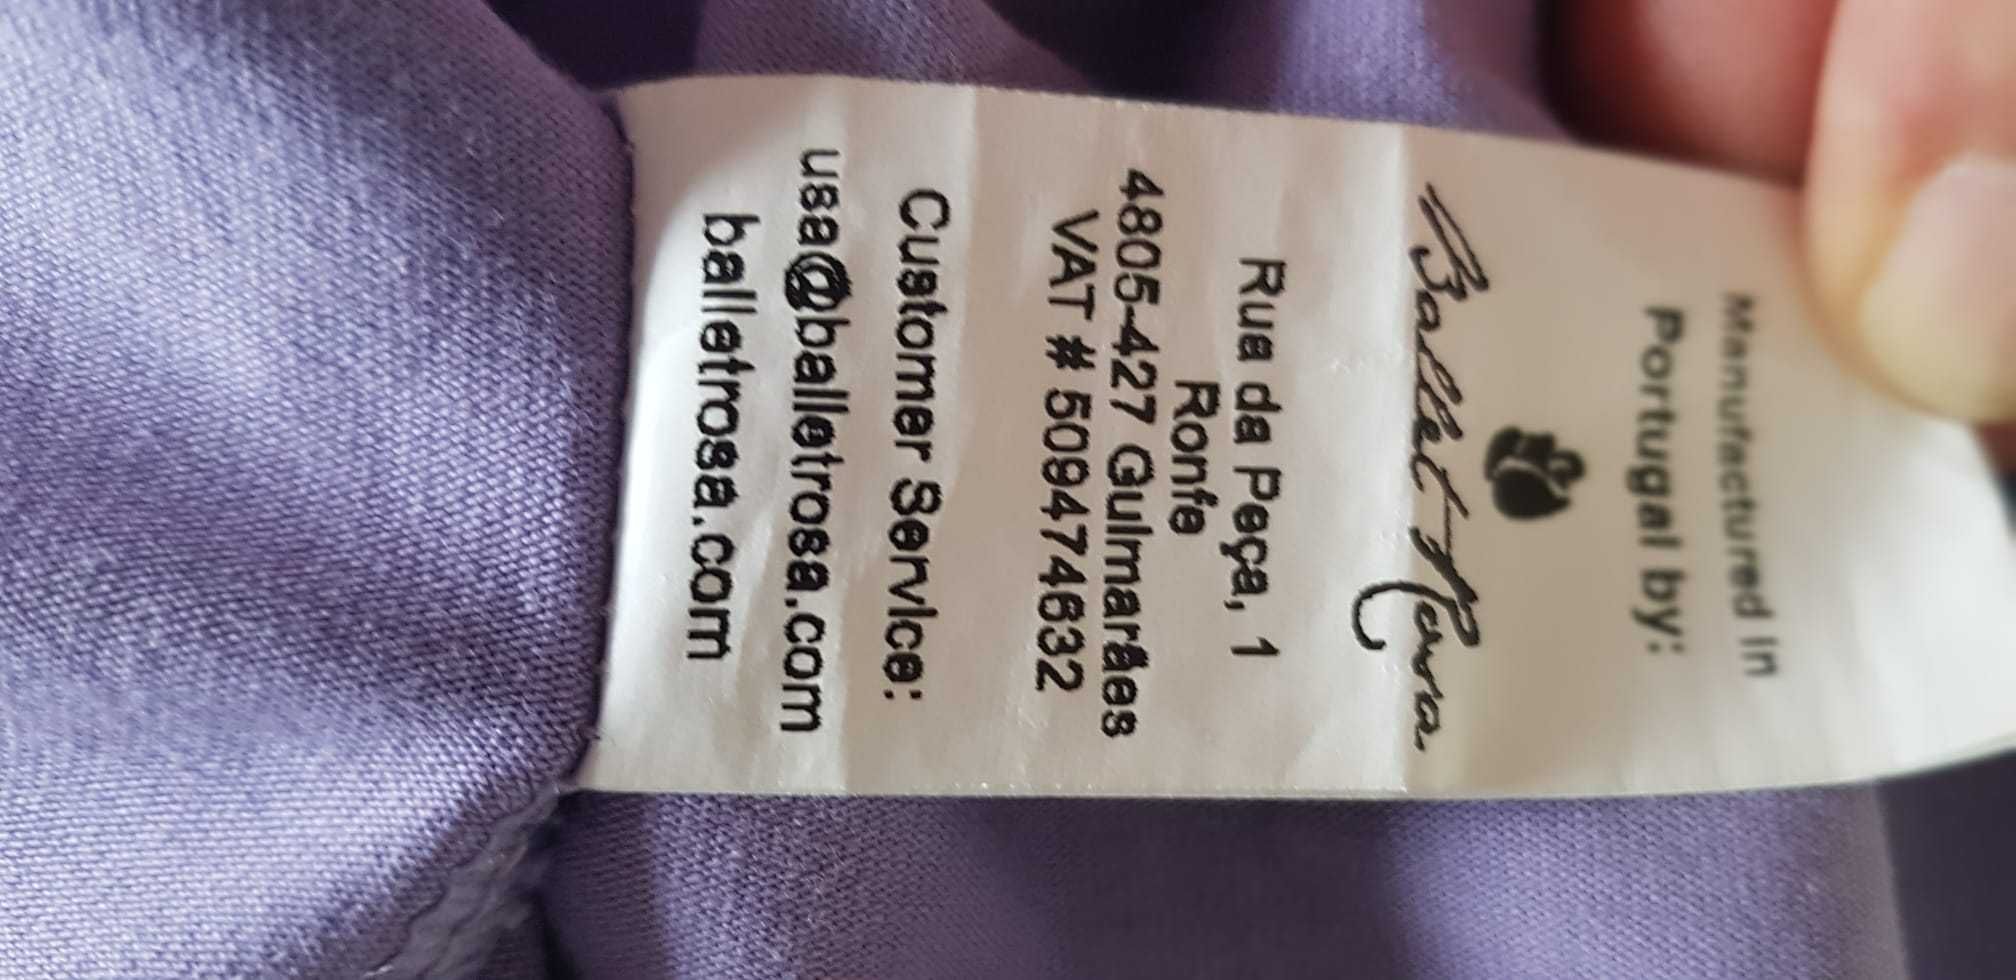 Manufactured in
Portugal by:
Ballet Rosa
Rua da Peça, 1
Ronfe
4805-427 Guimarães
VAT # 509474632
Customer Service:
usa@balletrosa.com
balletrosa.com